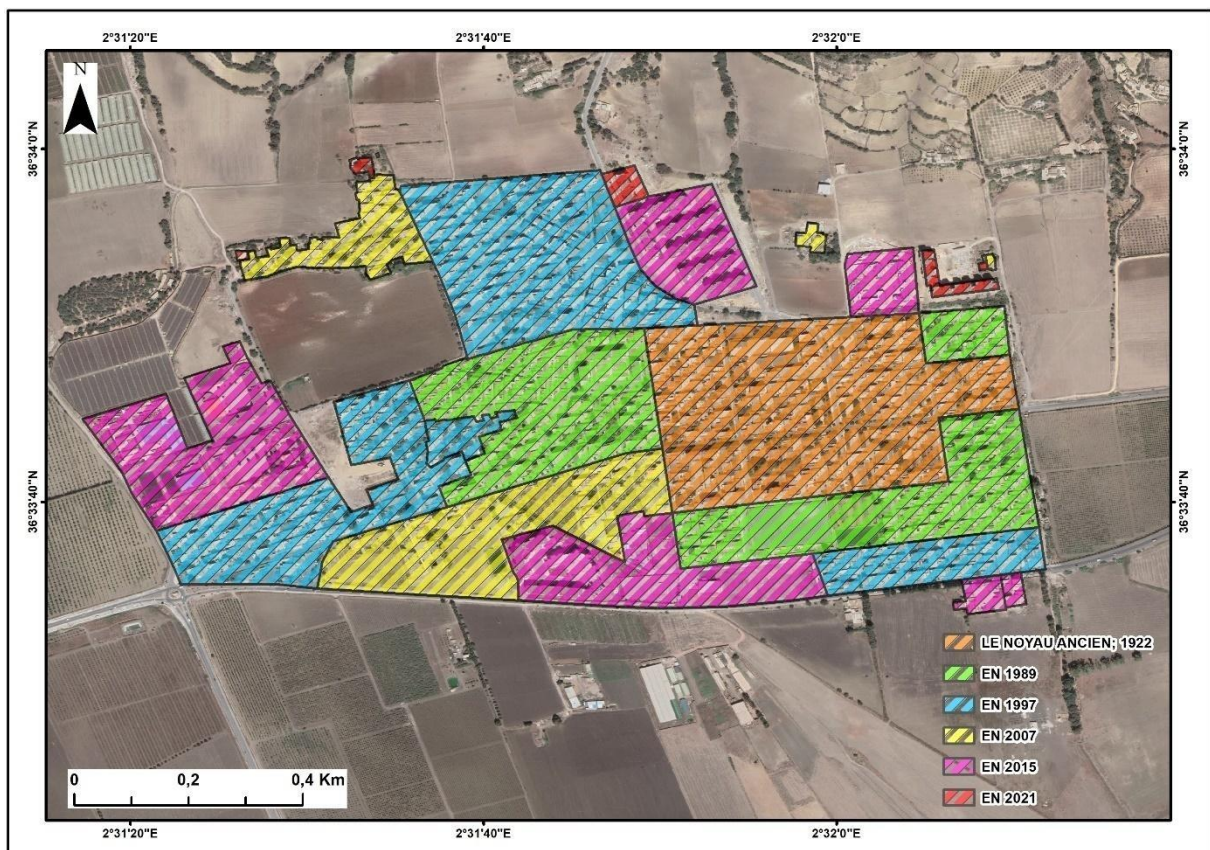 2°31'20"E 2°31'40"E 2°32'0"E
N
36°34'0"N 36°34'0"N
36°33'40"N 36°33'40"N
LE NOYAU ANCIEN; 1922
EN 1989
EN 1997
EN 2007
EN 2015
EN 2021
0 0,2 0,4 Km
2°31'20"E 2°31'40"E 2°32'0"E